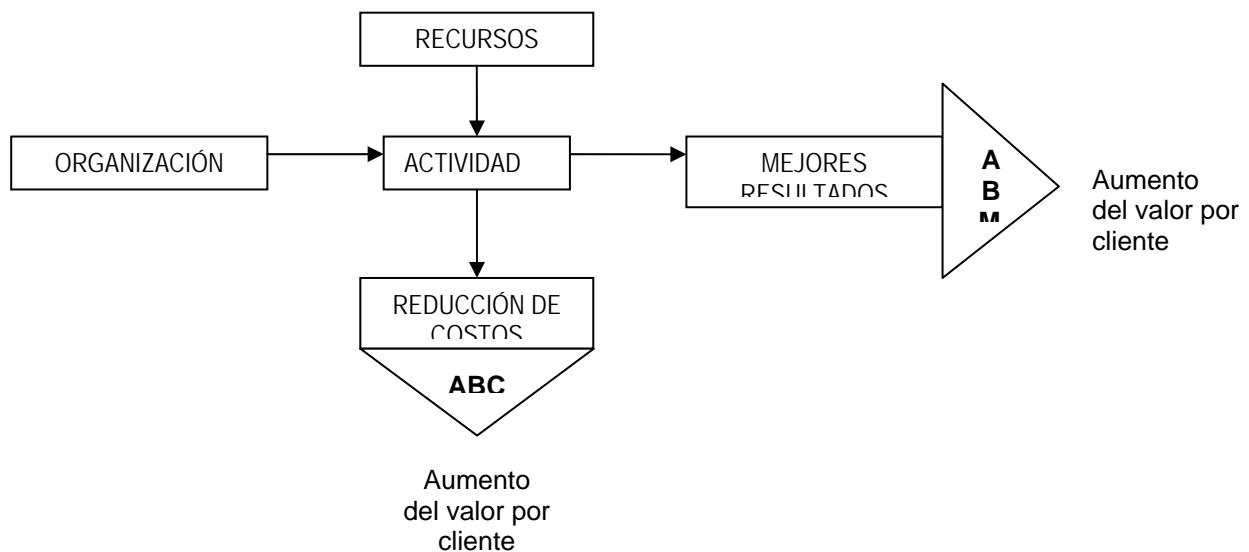 RECURSOS
ORGANIZACIÓN
ACTIVIDAD
MEJORES
RESULTADOS
A
B
M
Aumento
del valor por
cliente
REDUCCIÓN DE
COSTOS
ABC
Aumento
del valor por
cliente